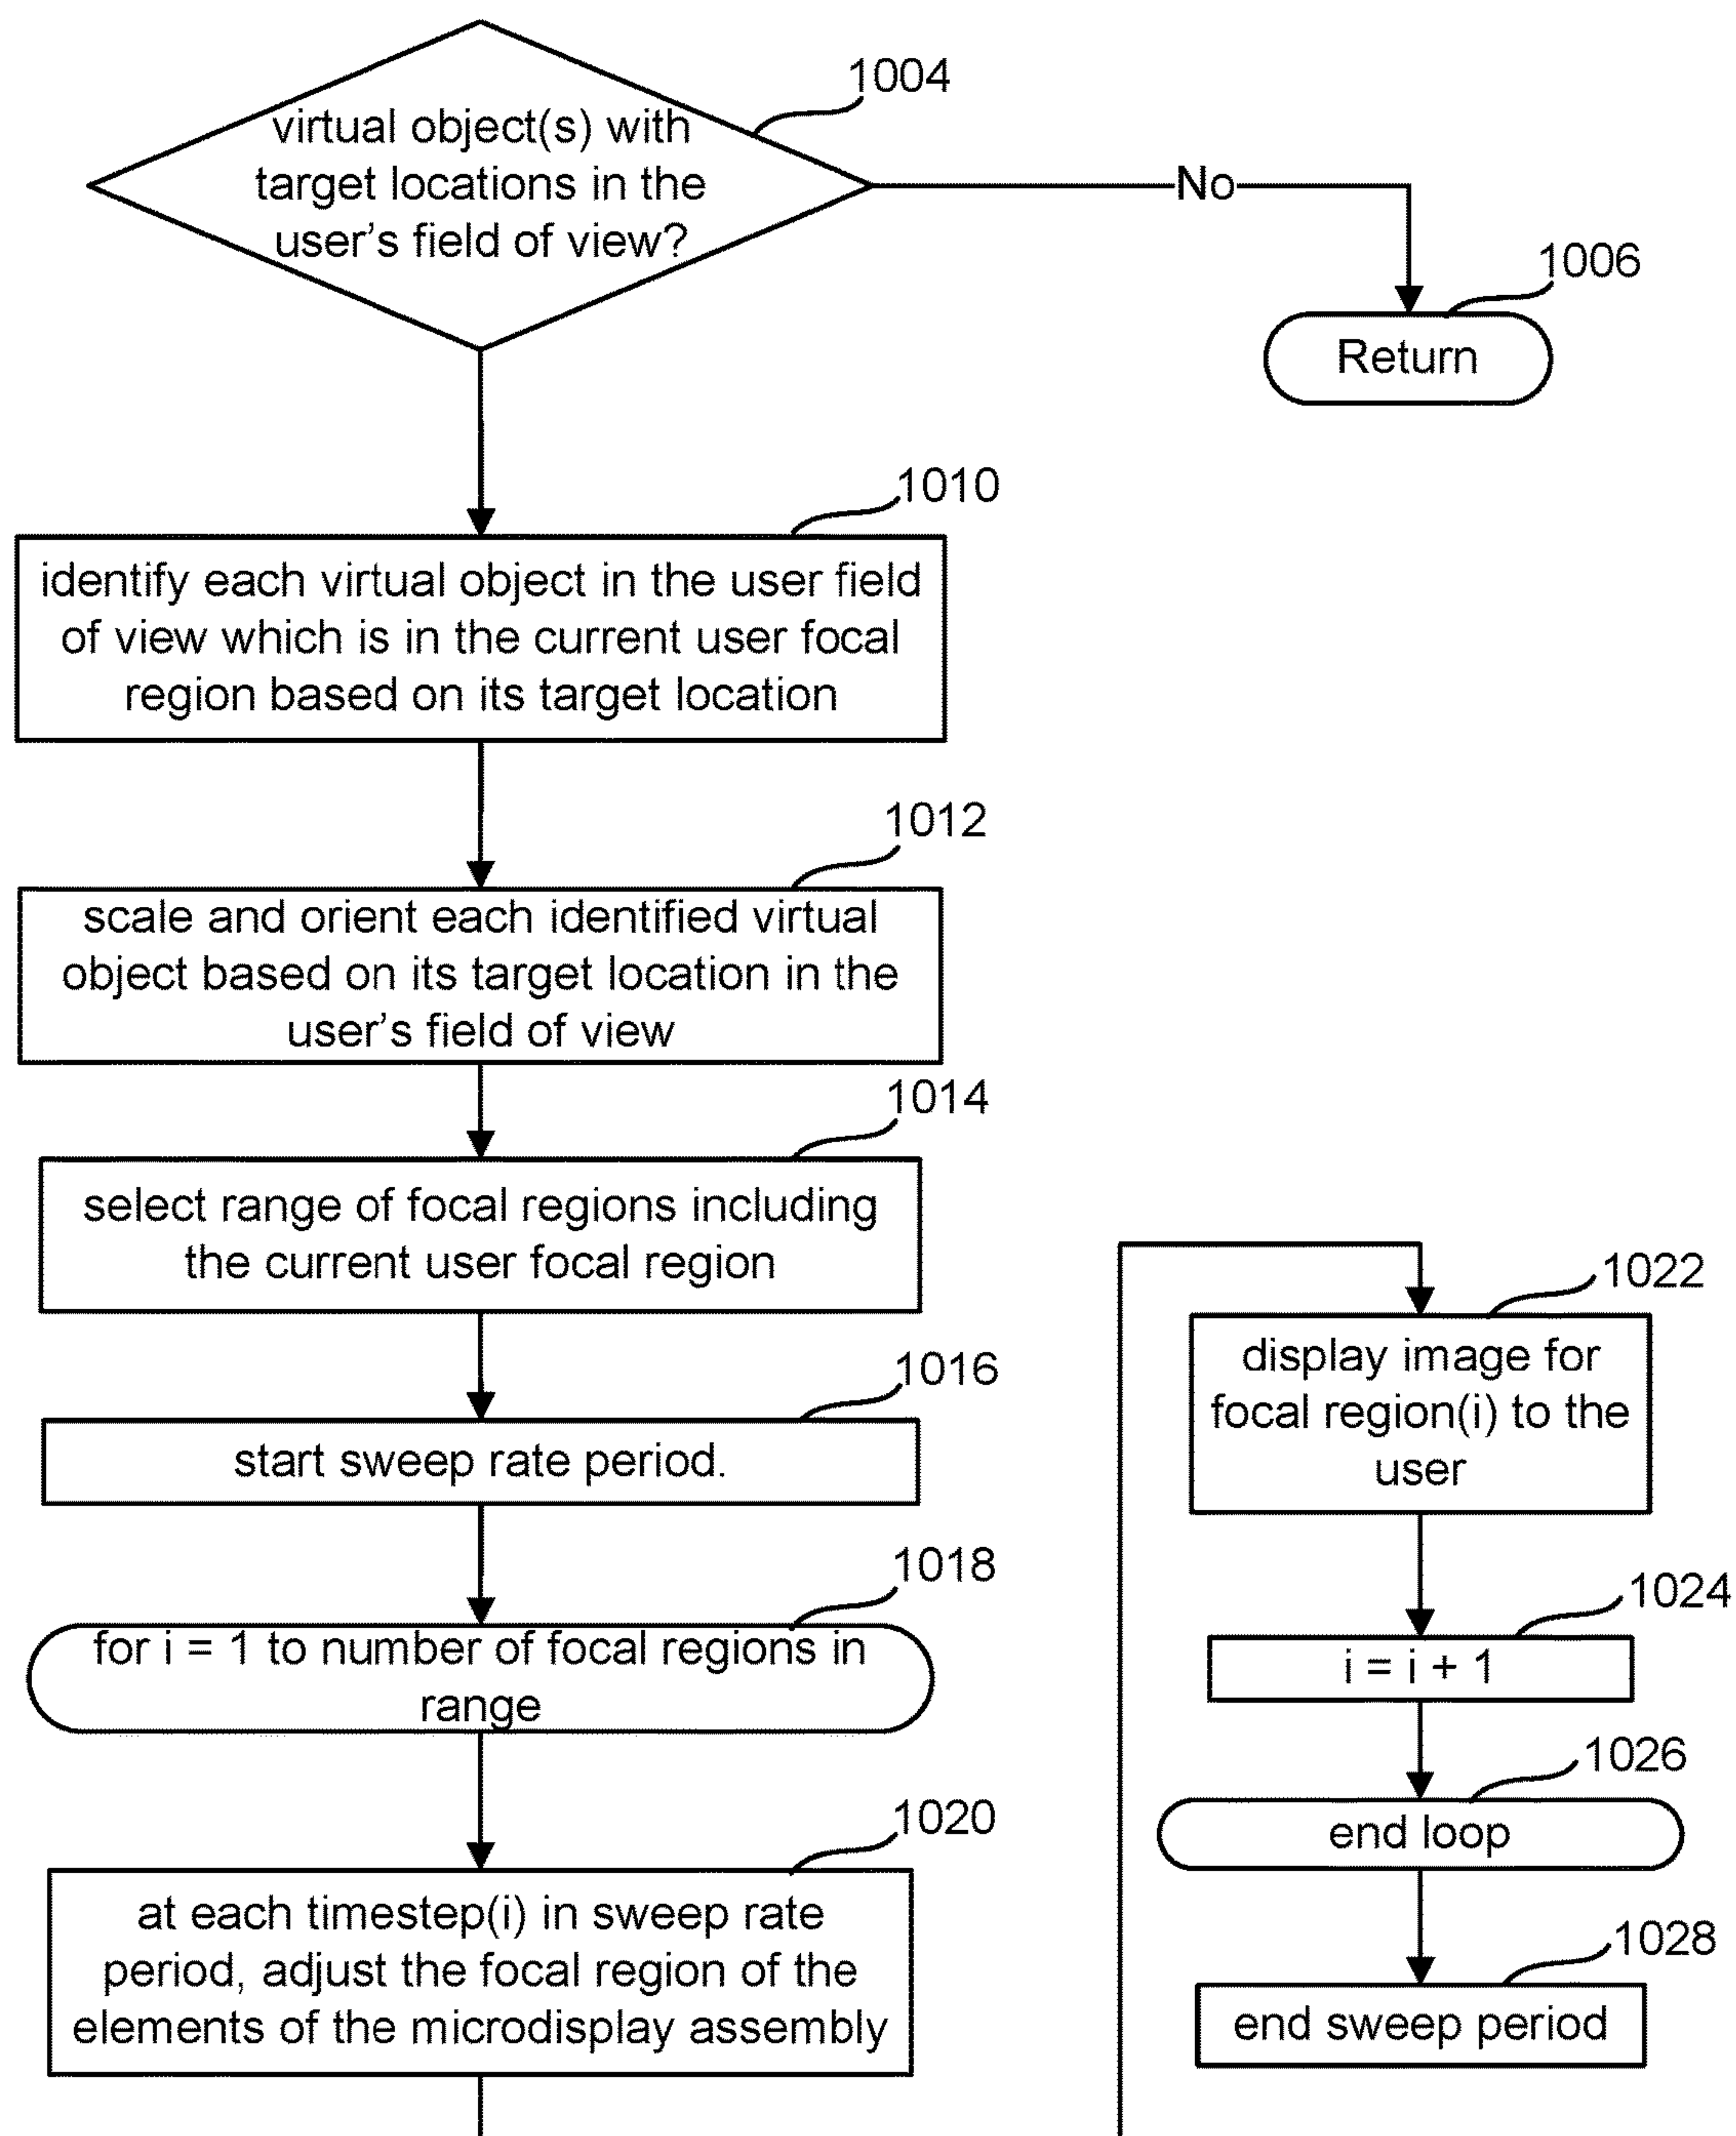 1004
virtual object(s) with
target locations in the
user's field of view?
No
1006
Return
1010
identify each virtual object in the user field
of view which is in the current user focal
region based on its target location
1012
scale and orient each identified virtual
object based on its target location in the
user's field of view
1014
select range of focal regions including
the current user focal region
1016
start sweep rate period.
1018
for i = 1 to number of focal regions in
range
1020
at each timestep(i) in sweep rate
period, adjust the focal region of the
elements of the microdisplay assembly
1022
display image for
focal region(i) to the
user
1024
i = i + 1
1026
end loop
1028
end sweep period